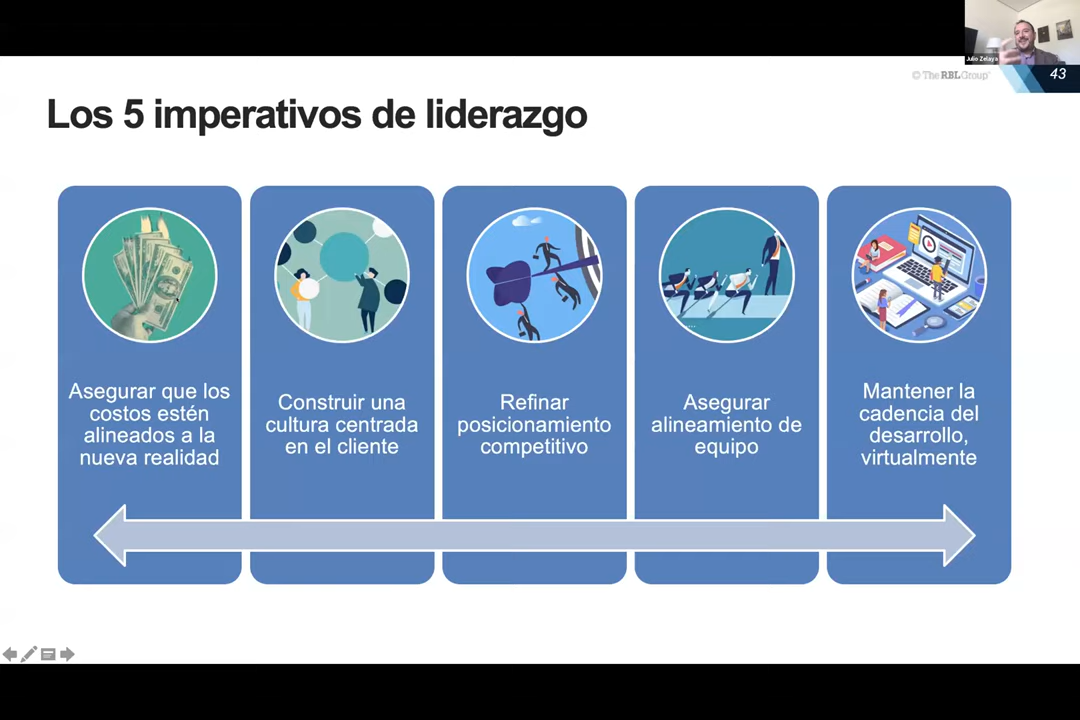 Julio Zelaya
© The RBL Group
43
Los 5 imperativos de liderazgo
Asegurar que los
costos estén
alineados a la
nueva realidad
Construir una
cultura centrada
en el cliente
Refinar
posicionamiento
competitivo
Asegurar
alineamiento de
equipo
Mantener la
cadencia del
desarrollo,
virtualmente